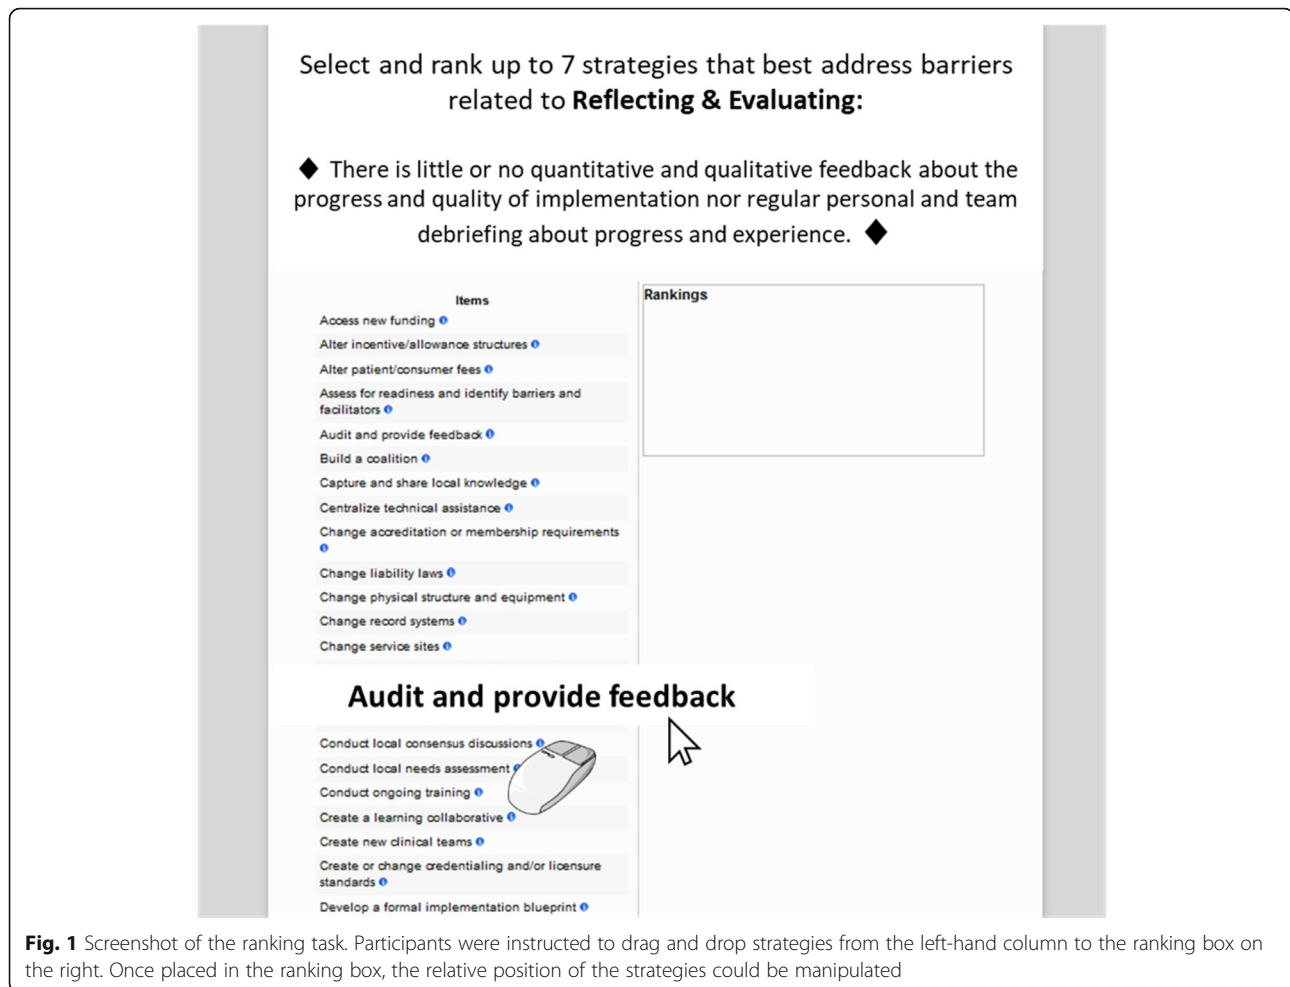 Select and rank up to 7 strategies that best address barriers
related to Reflecting & Evaluating:
♦ There is little or no quantitative and qualitative feedback about the
progress and quality of implementation nor regular personal and team
debriefing about progress and experience. ♦
Items
Access new funding
Alter incentive/allowance structures
Alter patient/consumer fees
Assess for readiness and identify barriers and
facilitators
Audit and provide feedback
Build a coalition
Capture and share local knowledge
Centralize technical assistance
Change accreditation or membership requirements
Change liability laws
Change physical structure and equipment
Change record systems
Change service sites
Audit and provide feedback
Conduct local consensus discussions
Conduct local needs assessment
Conduct ongoing training
Create a learning collaborative
Create new clinical teams
Create or change credentialing and/or licensure
standards
Develop a formal implementation blueprint
Rankings
Fig. 1 Screenshot of the ranking task. Participants were instructed to drag and drop strategies from the left-hand column to the ranking box on
the right. Once placed in the ranking box, the relative position of the strategies could be manipulated